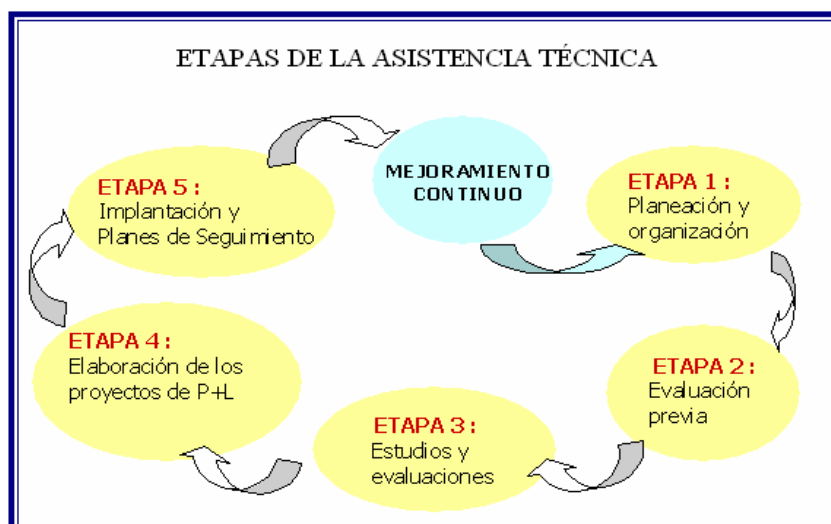 ETAPAS DE LA ASISTENCIA TÉCNICA
MEJORAMIENTO
CONTINUO
ETAPA 1 :
Planeación y
organización
ETAPA 2 :
Evaluación
previa
ETAPA 3 :
Estudios y
evaluaciones
ETAPA 4 :
Elaboración de los
proyectos de P+L
ETAPA 5 :
Implantación y
Planes de Seguimiento